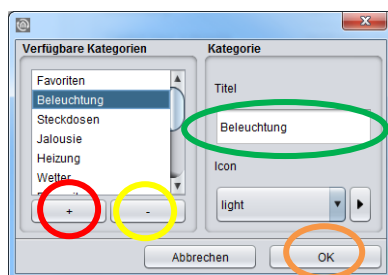 Verfügbare Kategorien
Favoriten
Beleuchtung
Steckdosen
Jalousie
Heizung
Wetter
+
-
Kategorie
Titel
Beleuchtung
Icon
light
Abbrechen
OK